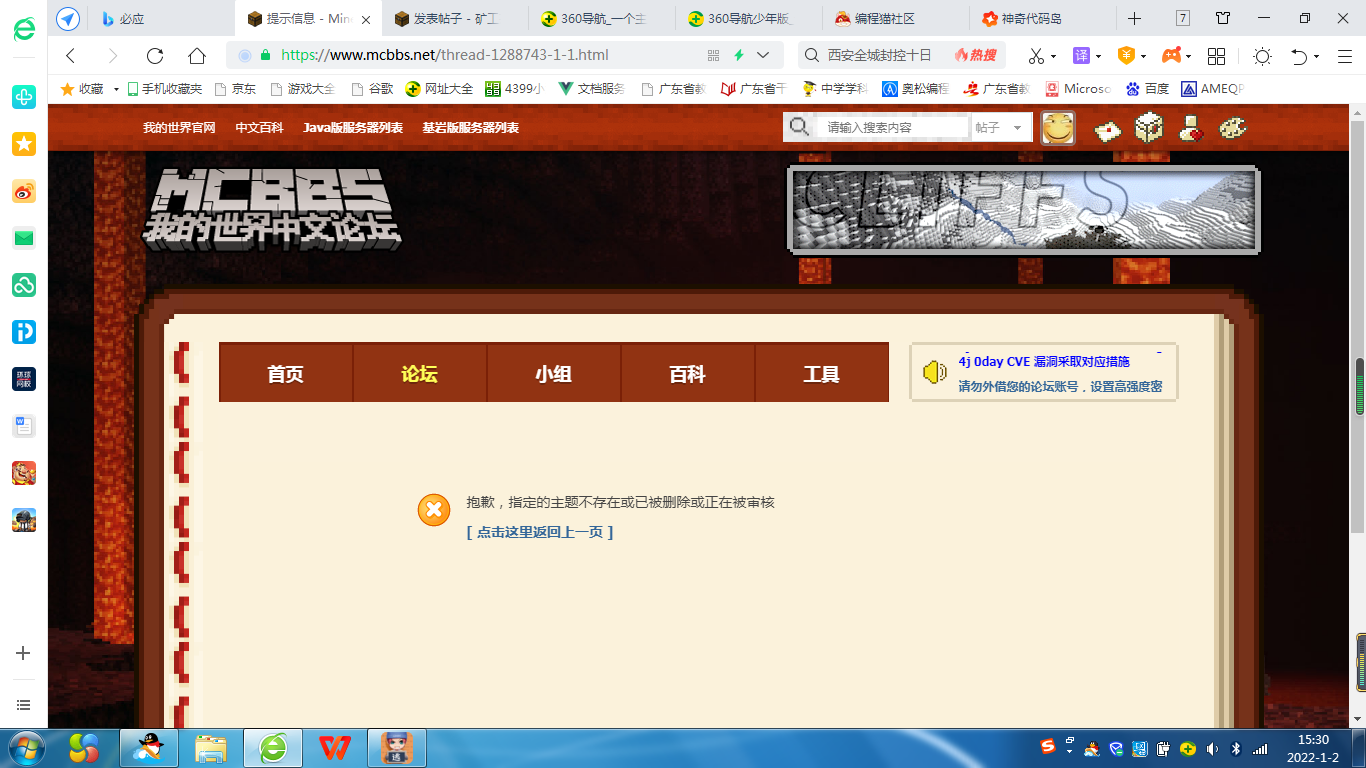 必应
提示信息 - Min
发表帖子 - 矿工
360导航_一个主
360导航少年版_
编程猫社区
神奇代码岛
7
https://www.mcbbs.net/thread-1288743-1-1.html
西安全城封控十日
热搜
译
收藏
手机收藏夹
京东
游戏大全
谷歌
网址大全
4399小
文档服务
广东省教
广东省干
中学学科
奥松编程
广东省教
Microso
百度
AMEQP
我的世界官网
中文百科
Java版服务器列表
基岩版服务器列表
请输入搜索内容
帖子
MCBBS
我的世界中文论坛
CLIFFS
首页
论坛
小组
百科
工具
4j 0day CVE 漏洞采取对应措施
请勿外借您的论坛账号，设置高强度密
抱歉，指定的主题不存在或已被删除或正在被审核
[ 点击这里返回上一页 ]
15:30
2022-1-2